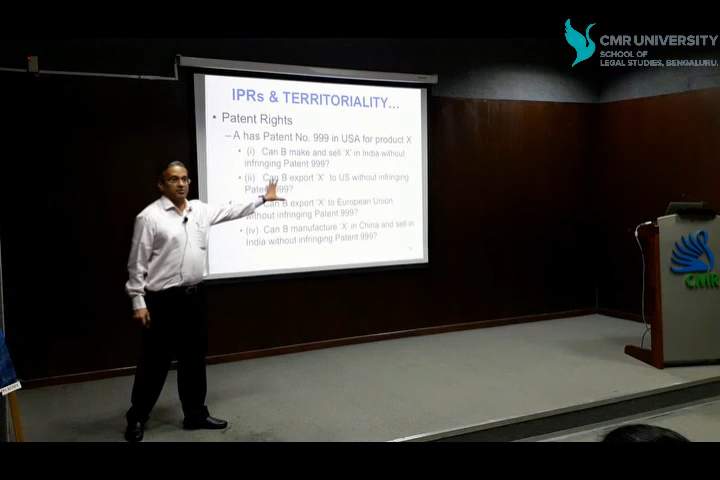 CMR UNIVERSITY
SCHOOL OF
LEGAL STUDIES, BENGALURU.
IPRs & TERRITORIALITY…
• Patent Rights
–A has Patent No. 999 in USA for product X
• (i) Can B make and sell 'X' in India without
infringing Patent 999?
• (ii) Can B export 'X' to US without infringing
Patent 999?
Can B export 'X' to European Union
without infringing Patent 999?
• (iv) Can B manufacture 'X' in China and sell in
India without infringing Patent 999?
CMR